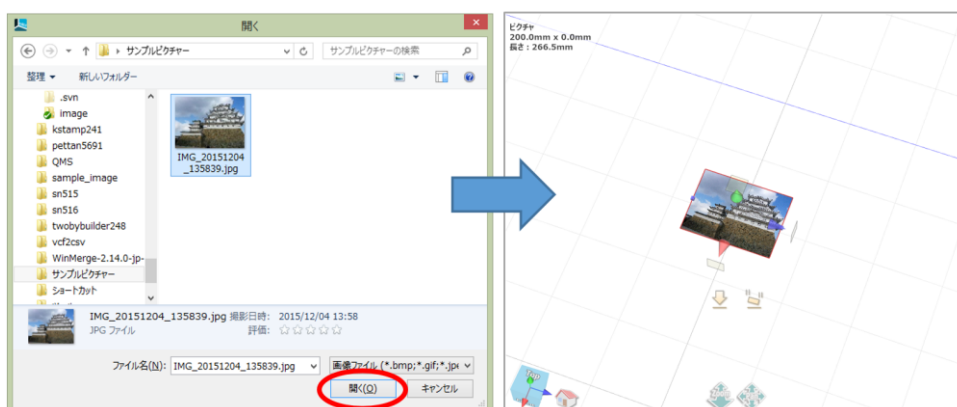 開く
サンプルピクチャー
サンプルピクチャーの検索
整理
新しいフォルダー
.svn
image
kstamp241
pettan5691
QMS
sample_image
sn515
sn516
twobybuilder248
vcf2csv
WinMerge-2.14.0-jp-
サンプルピクチャー
ショートカット
IMG_20151204
_135839.jpg
IMG_20151204_135839.jpg 撮影日時: 2015/12/04 13:58
JPG ファイル 評価: ☆☆☆☆☆
ファイル名(N): IMG_20151204_135839.jpg 画像ファイル (*.bmp;*.gif;*.jp
開く(O) キャンセル
ピクチャ
200.0mm x 0.0mm
長さ : 266.5mm
Top